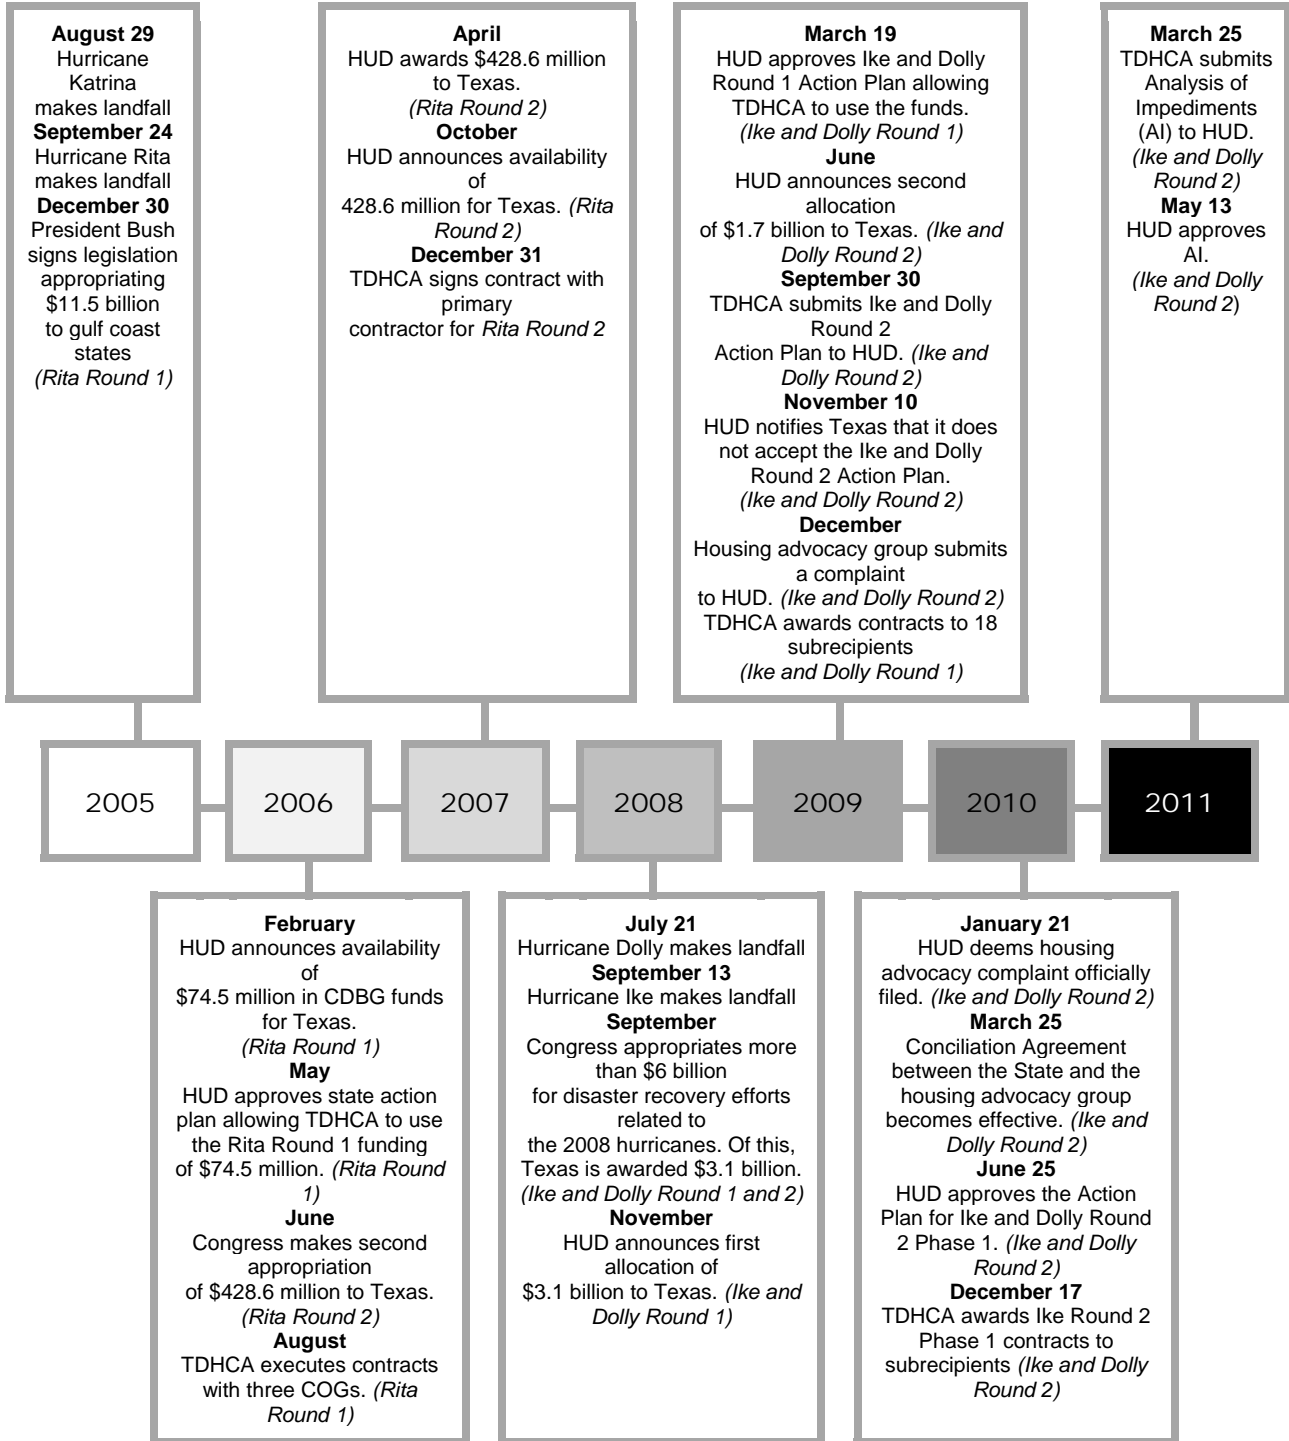 August 29
Hurricane
Katrina
makes landfall
September 24
Hurricane Rita
makes landfall
December 30
President Bush
signs legislation
appropriating
$11.5 billion
to gulf coast
states
(Rita Round 1)
April
HUD awards $428.6 million
to Texas.
(Rita Round 2)
October
HUD announces availability
of
428.6 million for Texas. (Rita
Round 2)
December 31
TDHCA signs contract with
primary
contractor for Rita Round 2
March 19
HUD approves Ike and Dolly
Round 1 Action Plan allowing
TDHCA to use the funds.
(Ike and Dolly Round 1)
June
HUD announces second
allocation
of $1.7 billion to Texas. (Ike and
Dolly Round 2)
September 30
TDHCA submits Ike and Dolly
Round 2
Action Plan to HUD. (Ike and
Dolly Round 2)
November 10
HUD notifies Texas that it does
not accept the Ike and Dolly
Round 2 Action Plan.
(Ike and Dolly Round 2)
December
Housing advocacy group submits
a complaint
to HUD. (Ike and Dolly Round 2)
TDHCA awards contracts to 18
subrecipients
(Ike and Dolly Round 1)
March 25
TDHCA submits
Analysis of
Impediments
(AI) to HUD.
(Ike and Dolly
Round 2)
May 13
HUD approves
AI.
(Ike and Dolly
Round 2)
2005
2006
2007
2008
2009
2010
2011
February
HUD announces availability
of
$74.5 million in CDBG funds
for Texas.
(Rita Round 1)
May
HUD approves state action
plan allowing TDHCA to use
the Rita Round 1 funding
of $74.5 million. (Rita Round
1)
June
Congress makes second
appropriation
of $428.6 million to Texas.
(Rita Round 2)
August
TDHCA executes contracts
with three COGs. (Rita
Round 1)
July 21
Hurricane Dolly makes landfall
September 13
Hurricane Ike makes landfall
September
Congress appropriates more
than $6 billion
for disaster recovery efforts
related to
the 2008 hurricanes. Of this,
Texas is awarded $3.1 billion.
(Ike and Dolly Round 1 and 2)
November
HUD announces first
allocation of
$3.1 billion to Texas. (Ike and
Dolly Round 1)
January 21
HUD deems housing
advocacy complaint officially
filed. (Ike and Dolly Round 2)
March 25
Conciliation Agreement
between the State and the
housing advocacy group
becomes effective. (Ike and
Dolly Round 2)
June 25
HUD approves the Action
Plan for Ike and Dolly Round
2 Phase 1. (Ike and Dolly
Round 2)
December 17
TDHCA awards Ike Round 2
Phase 1 contracts to
subrecipients (Ike and Dolly
Round 2)